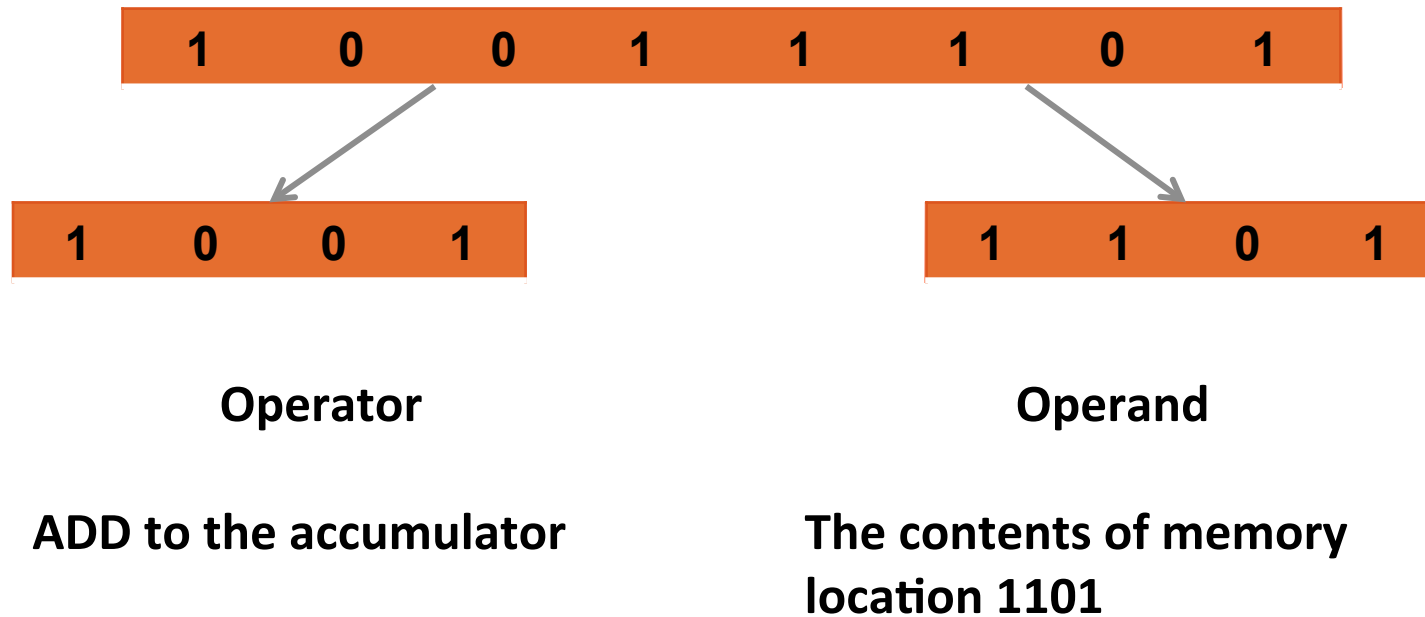 1 0 0 1 1 1 0 1
1 0 0 1
1 1 0 1
Operator
Operand
ADD to the accumulator
The contents of memory
location 1101